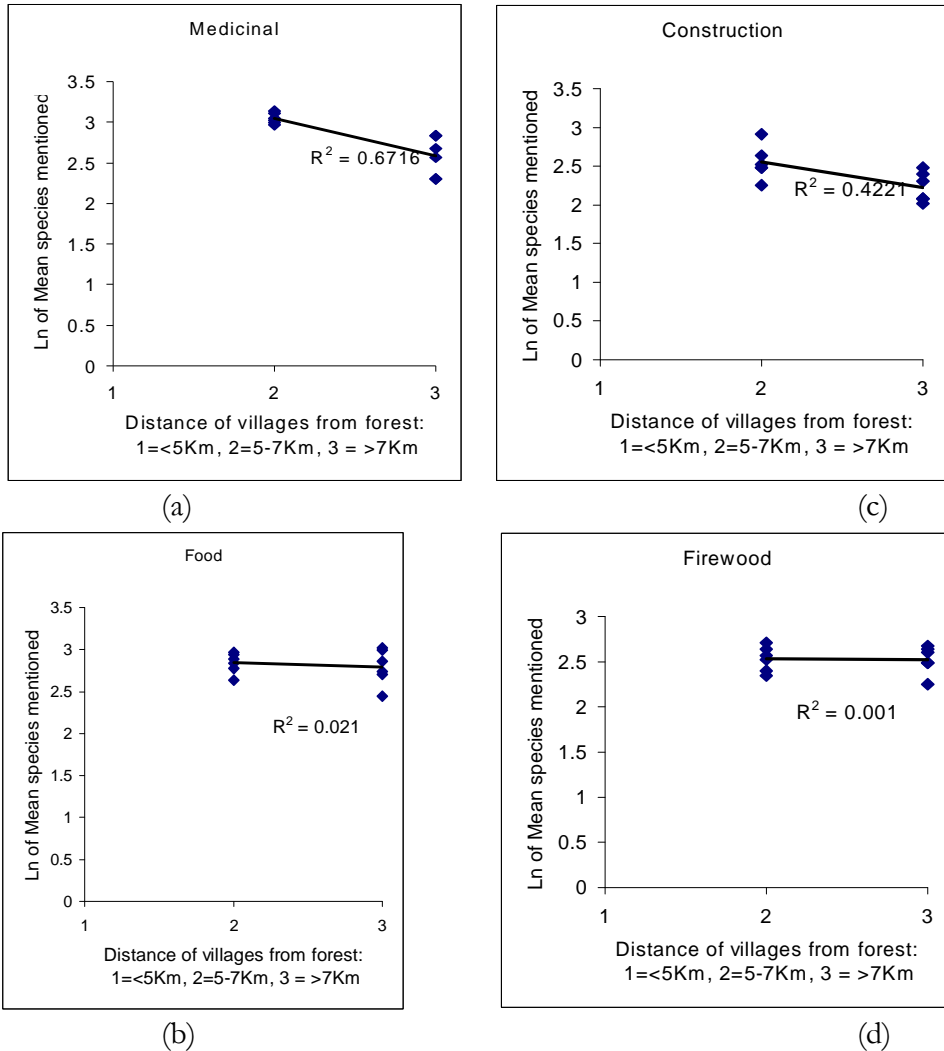 Medicinal
Ln of Mean species mentioned
3.5
3
2.5
2
1.5
1
0.5
0
R² = 0.6716
1 2 3
Distance of villages from forest:
1=<5Km, 2=5-7Km, 3 = >7Km
(a)
Construction
Ln of Mean species mentioned
3.5
3
2.5
2
1.5
1
0.5
0
R² = 0.4221
1 2 3
Distance of villages from forest:
1=<5Km, 2=5-7Km, 3 = >7Km
(c)
Food
Ln of Mean species mentioned
3.5
3
2.5
2
1.5
1
0.5
0
R² = 0.021
1 2 3
Distance of villages from forest:
1=<5Km, 2=5-7Km, 3 = >7Km
(b)
Firewood
Ln of Mean species mentioned
3
2.5
2
1.5
1
0.5
0
R² = 0.001
1 2 3
Distance of villages from forest:
1=<5Km, 2=5-7Km, 3 = >7Km
(d)